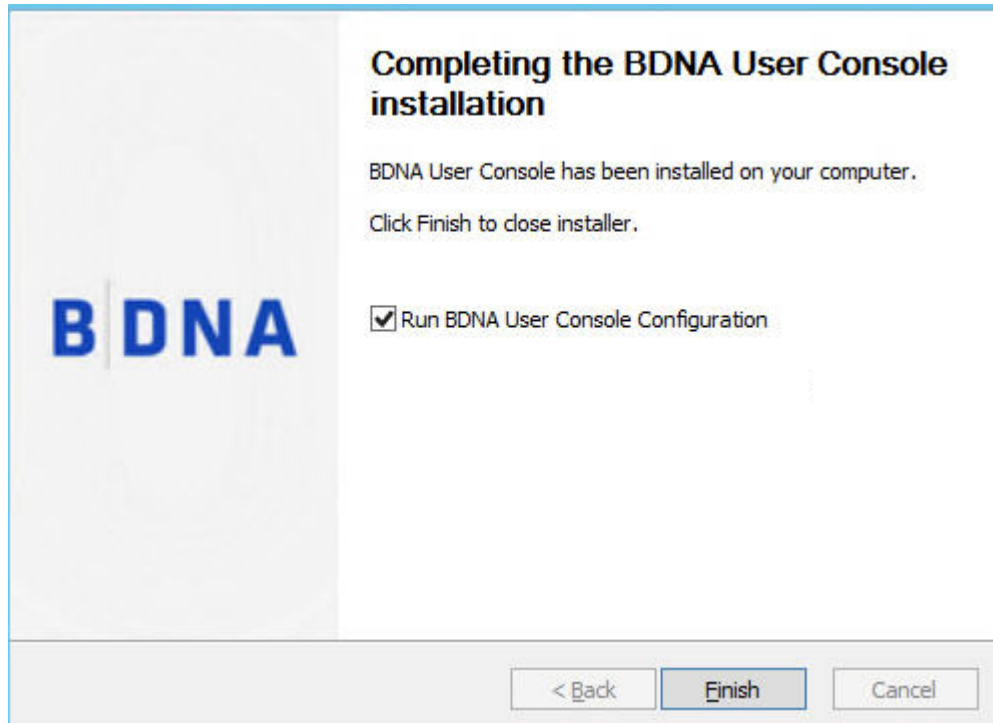 Completing the BDNA User Console
installation
BDNA User Console has been installed on your computer.
Click Finish to close installer.
BDNA
Run BDNA User Console Configuration
< Back
Finish
Cancel